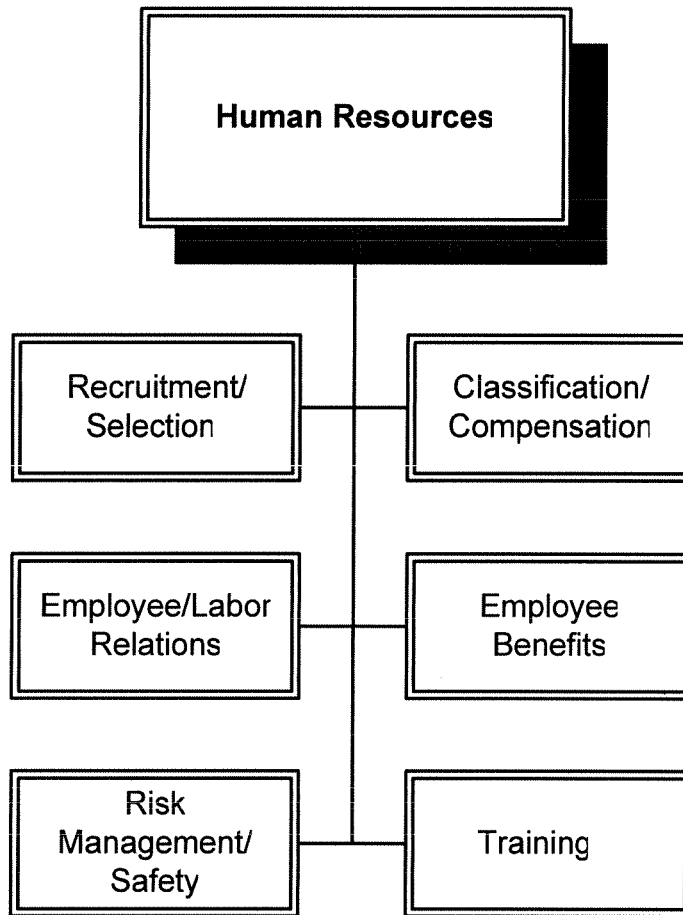 Human Resources
Recruitment/
Selection
Classification/
Compensation
Employee/Labor
Relations
Employee
Benefits
Risk
Management/
Safety
Training